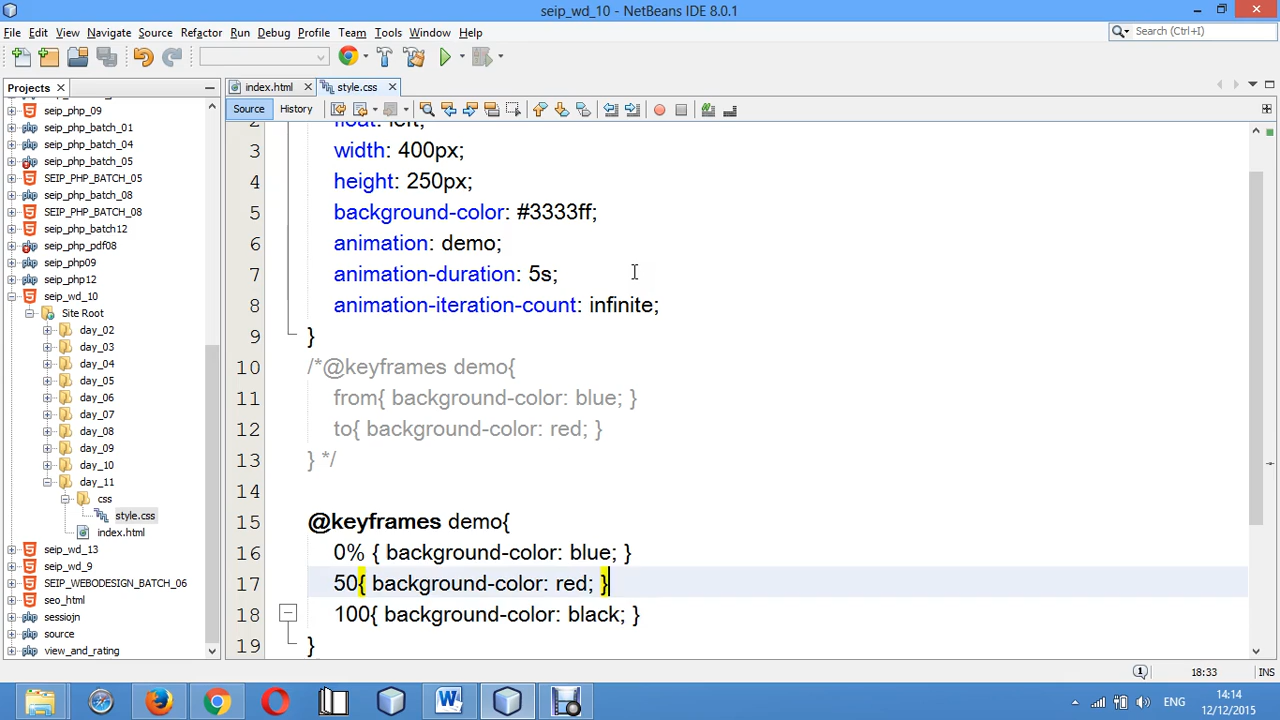 seip_wd_10 - NetBeans IDE 8.0.1
File Edit View Navigate Source Refactor Run Debug Profile Team Tools Window Help
Search (Ctrl+I)
Projects
index.html
style.css
Source
History
seip_php_09
seip_php_batch_01
seip_php_batch_04
seip_php_batch_05
SEIP_PHP_BATCH_05
seip_php_batch_08
SEIP_PHP_BATCH_08
seip_php_batch12
seip_php_pdf08
seip_php09
seip_php12
seip_wd_10
Site Root
day_02
day_03
day_04
day_05
day_06
day_07
day_08
day_09
day_10
day_11
css
style.css
index.html
seip_wd_13
seip_wd_9
SEIP_WEBODESIGN_BATCH_06
seo_html
sessiojn
source
view_and_rating
2 float: left;
3 width: 400px;
4 height: 250px;
5 background-color: #3333ff;
6 animation: demo;
7 animation-duration: 5s;
8 animation-iteration-count: infinite;
9 }
10 /*@keyframes demo{
11 from{ background-color: blue; }
12 to{ background-color: red; }
13 } */
14
15 @keyframes demo{
16 0% { background-color: blue; }
17 50{ background-color: red; }
18 100{ background-color: black; }
19 }
1
18:33
INS
ENG
14:14
12/12/2015